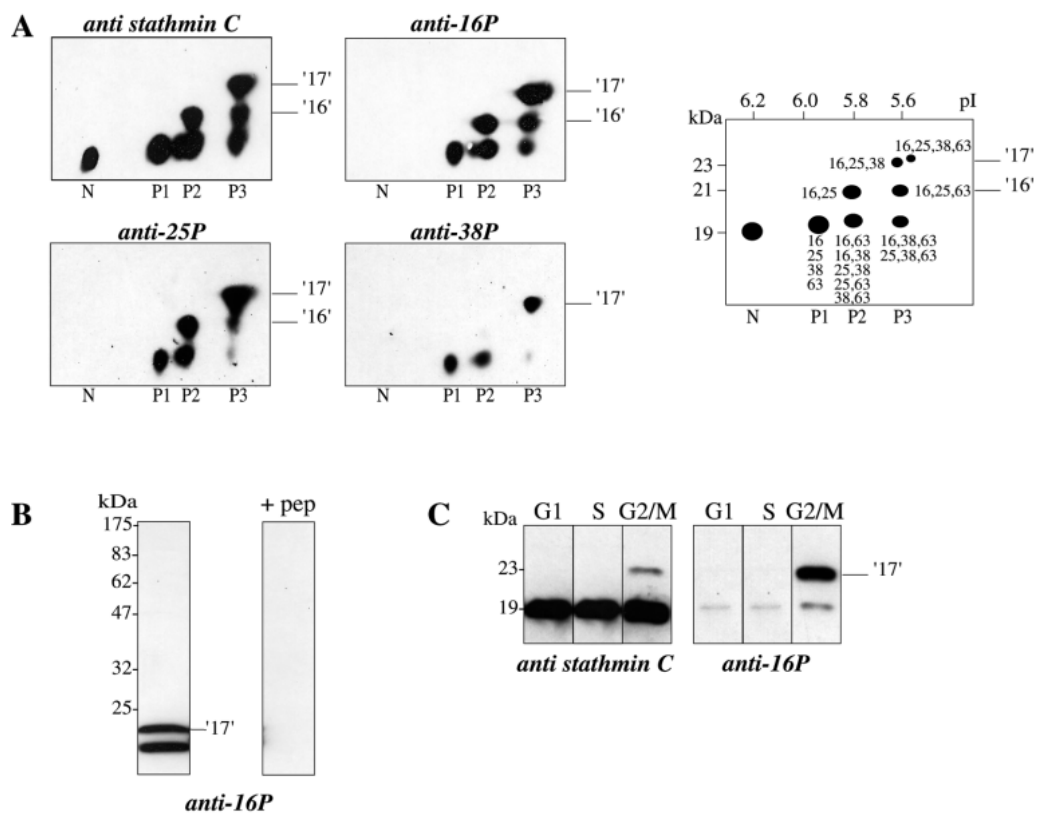 A
anti stathmin C
'17'
'16'
N P1 P2 P3
anti-16P
'17'
'16'
N P1 P2 P3
anti-25P
'17'
'16'
N P1 P2 P3
anti-38P
'17'
N P1 P2 P3
6.2 6.0 5.8 5.6 pI
kDa
16,25,38,63
23 16,25,38 '17'
21 16,25 16,25,63 '16'
19
16 16,63 16,38,63
25 16,38 25,38,63
38 25,38
63 25,63
38,63
N P1 P2 P3
B
kDa
175-
83-
62-
47
32-
25-
'17'
+ pep
anti-16P
C
kDa
G1 S G2/M
23-
19-
anti stathmin C
G1 S G2/M
'17'
anti-16P